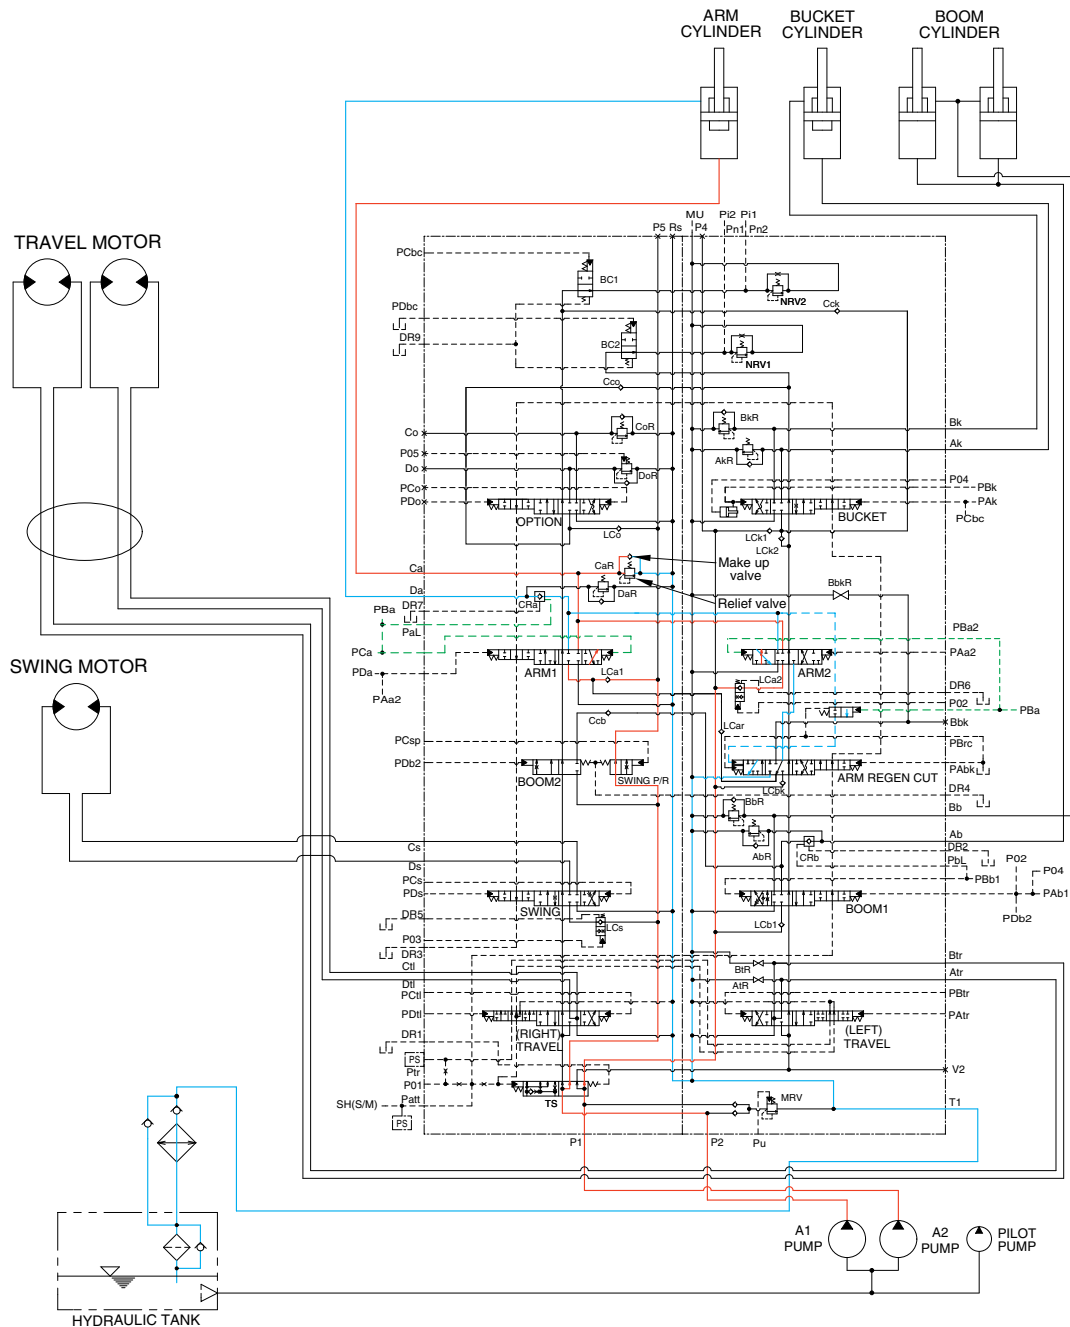 ARM
CYLINDER
BUCKET
CYLINDER
BOOM
CYLINDER
TRAVEL MOTOR
SWING MOTOR
P5 Rs
MU P4
Pi2 Pi1
Pn1 Pn2
PCbc
BC1
NRV2
Cck
PDbc
DR9
BC2
NRV1
Cco
Co
CoR
BkR
Bk
P05
AkR
Ak
Do
DoR
P04
PCo
PBk
PDo
PAk
OPTION
BUCKET
PCbc
LCo
LCk1
LCk2
CaR
Make up
valve
Ca
DaR
Relief valve
BbkR
Da
CRa
PBa
DR7
PaL
PBa2
PCa
PAa2
PDa
ARM1
LCa1
LCa2
ARM2
DR6
PAa2
P02
PBa
Ccb
LCar
Bbk
PCsp
PBrc
PDb2
BOOM2
SWING P/R
ARM REGEN CUT
PAbk
LCbk
DR4
BbR
Bb
Cs
AbR
CRb
Ab
DR2
Ds
PbL
P02
P04
PCs
PBb1
PDs
PAb1
SWING
BOOM1
PDb2
DR5
LCs
LCb1
P03
DR3
Btr
Ctl
BtR
Atr
Dtl
AtR
PCtl
PBtr
PDtl
PAtr
(RIGHT)
TRAVEL
(LEFT)
TRAVEL
DR1
PS
Ptr
V2
P01
Patt
TS
MRV
T1
SH(S/M)
PS
P1
P2
Pu
A1
PUMP
A2
PUMP
PILOT
PUMP
HYDRAULIC TANK